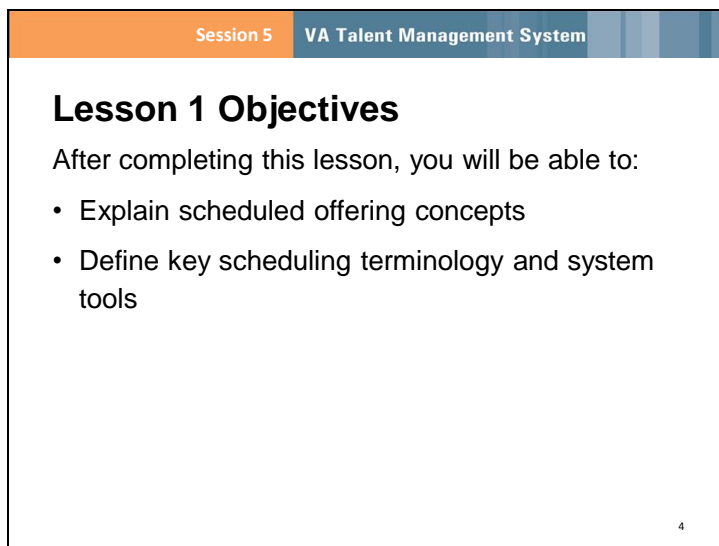 Session 5 VA Talent Management System
Lesson 1 Objectives
After completing this lesson, you will be able to:
• Explain scheduled offering concepts
• Define key scheduling terminology and system
tools
4